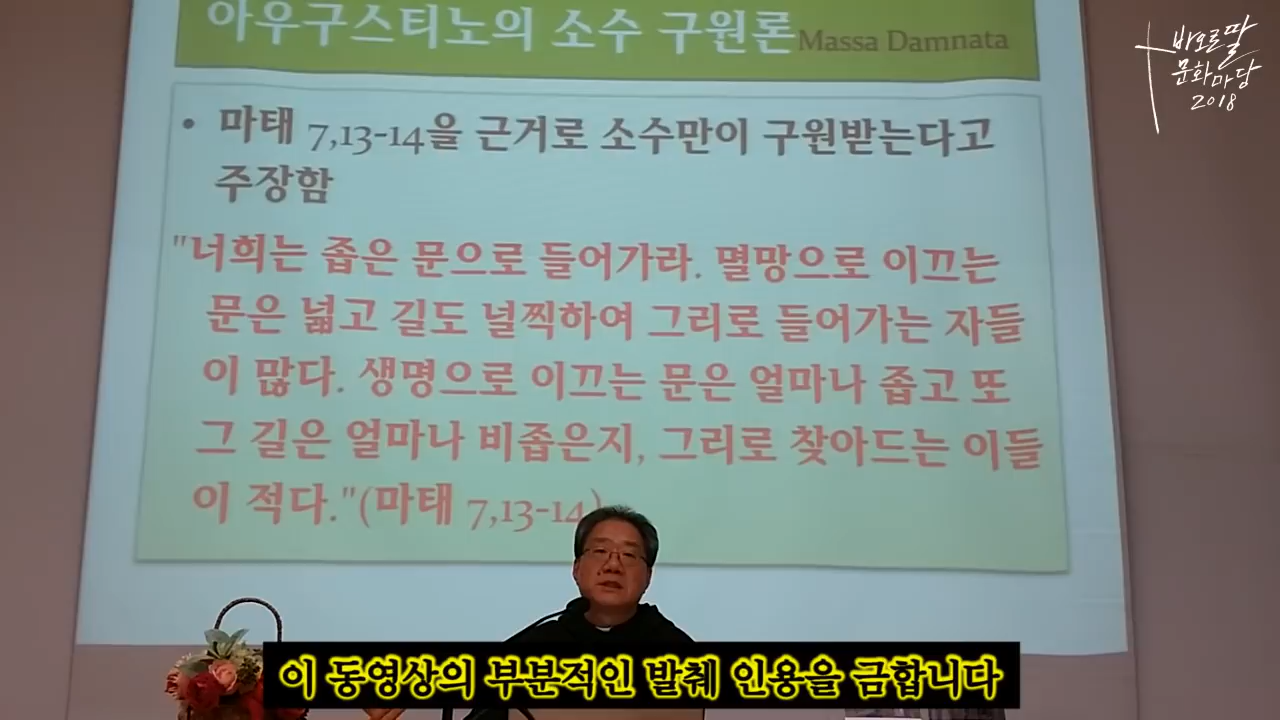 아우구스티노의 소수 구원론 Massa Damnata
바오로딸
문화마당
2018
• 마태 7,13-14을 근거로 소수만이 구원받는다고
주장함
"너희는 좁은 문으로 들어가라. 멸망으로 이끄는
문은 넓고 길도 널찍하여 그리로 들어가는 자들
이 많다. 생명으로 이끄는 문은 얼마나 좁고 또
그 길은 얼마나 비좁은지, 그리로 찾아드는 이들
이 적다."(마태 7,13-14)
이 동영상의 부분적인 발췌 인용을 금합니다